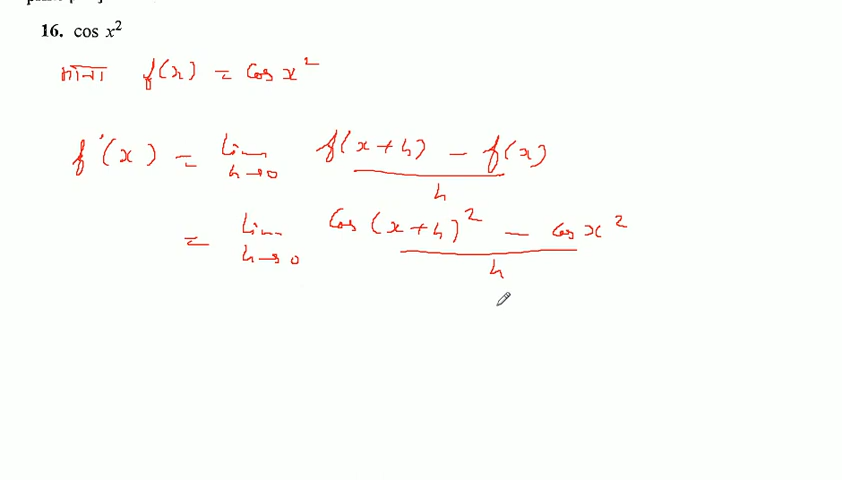 16. cos x²
माना f(x) = cos x²
f'(x) = lim h→0 f(x+h) - f(x) / h
= lim h→0 cos(x+h)² - cos x² / h